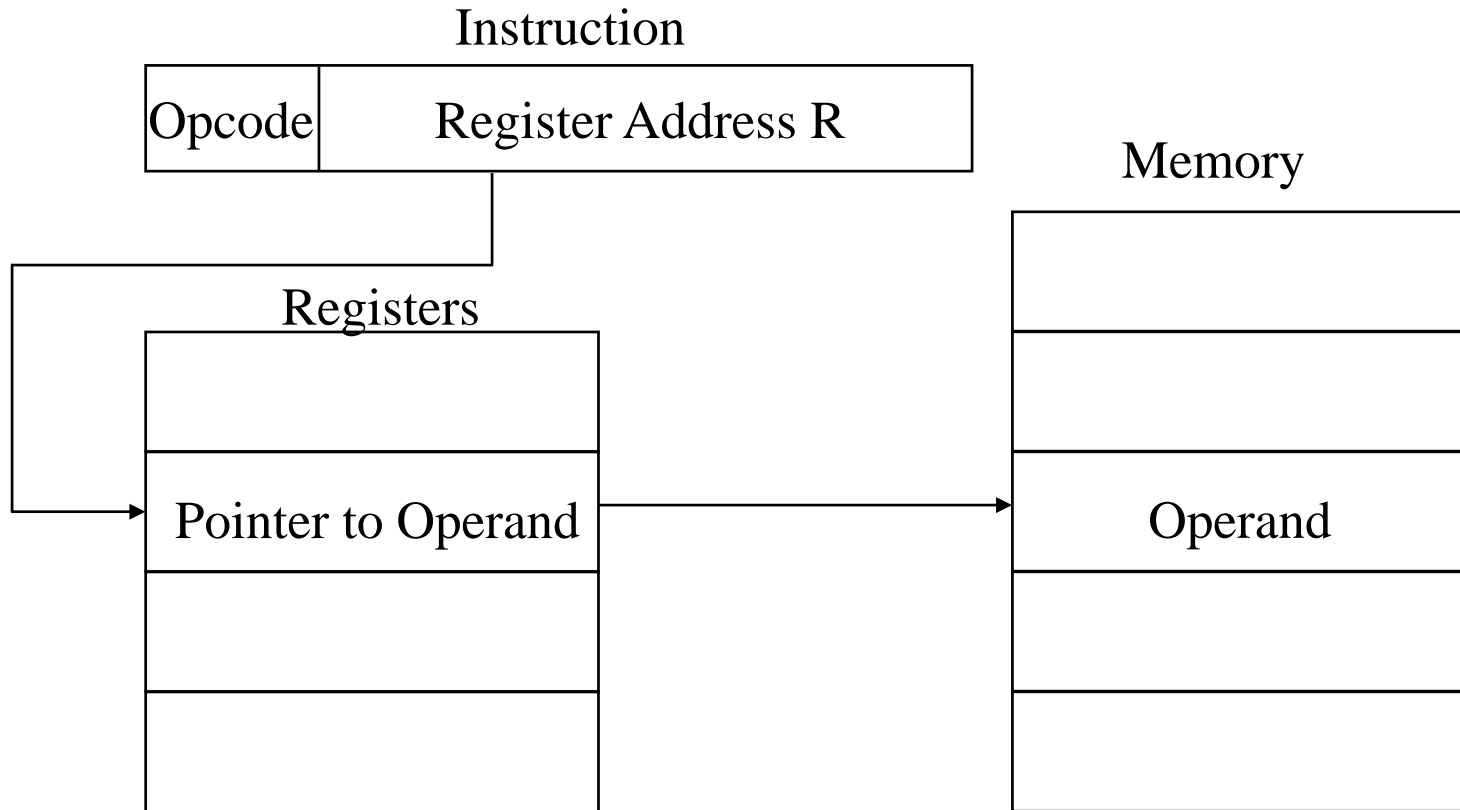 Instruction
Opcode
Register Address R
Memory
Registers
Pointer to Operand
Operand